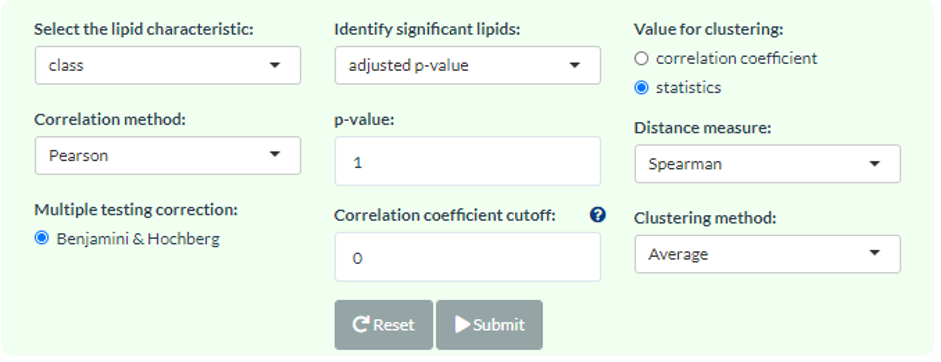 Select the lipid characteristic:
class
Correlation method:
Pearson
Multiple testing correction:
Benjamini & Hochberg
Identify significant lipids:
adjusted p-value
p-value:
1
Correlation coefficient cutoff: ?
0
Reset Submit
Value for clustering:
correlation coefficient
statistics
Distance measure:
Spearman
Clustering method:
Average